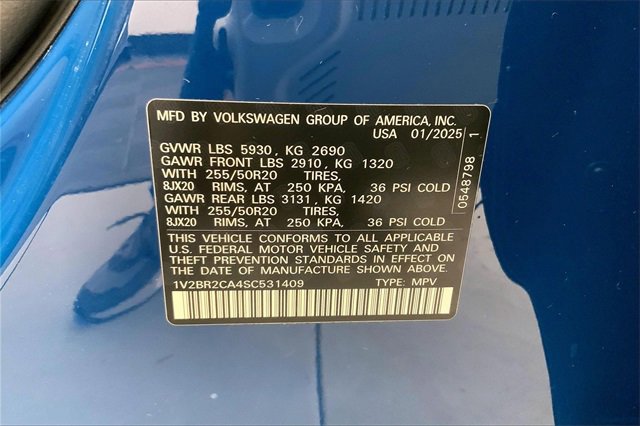 MFD BY VOLKSWAGEN GROUP OF AMERICA, INC.
USA 01/2025
GVWR LBS 5930, KG 2690
GAWR FRONT LBS 2910, KG 1320
WITH 255/50R20 TIRES,
8JX20 RIMS, AT 250 KPA, 36 PSI COLD
GAWR REAR LBS 3131, KG 1420
WITH 255/50R20 TIRES,
8JX20 RIMS, AT 250 KPA, 36 PSI COLD
THIS VEHICLE CONFORMS TO ALL APPLICABLE
U.S. FEDERAL MOTOR VEHICLE SAFETY AND
THEFT PREVENTION STANDARDS IN EFFECT ON
THE DATE OF MANUFACTURE SHOWN ABOVE.
1V2BR2CA4SC531409 TYPE: MPV
0548798 1